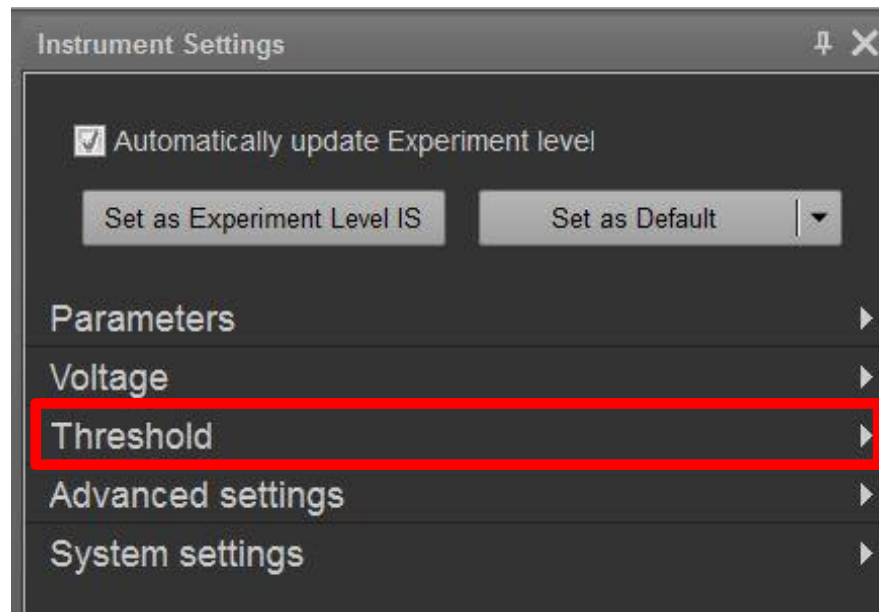 Instrument Settings
Automatically update Experiment level
Set as Experiment Level IS
Set as Default
Parameters
Voltage
Threshold
Advanced settings
System settings